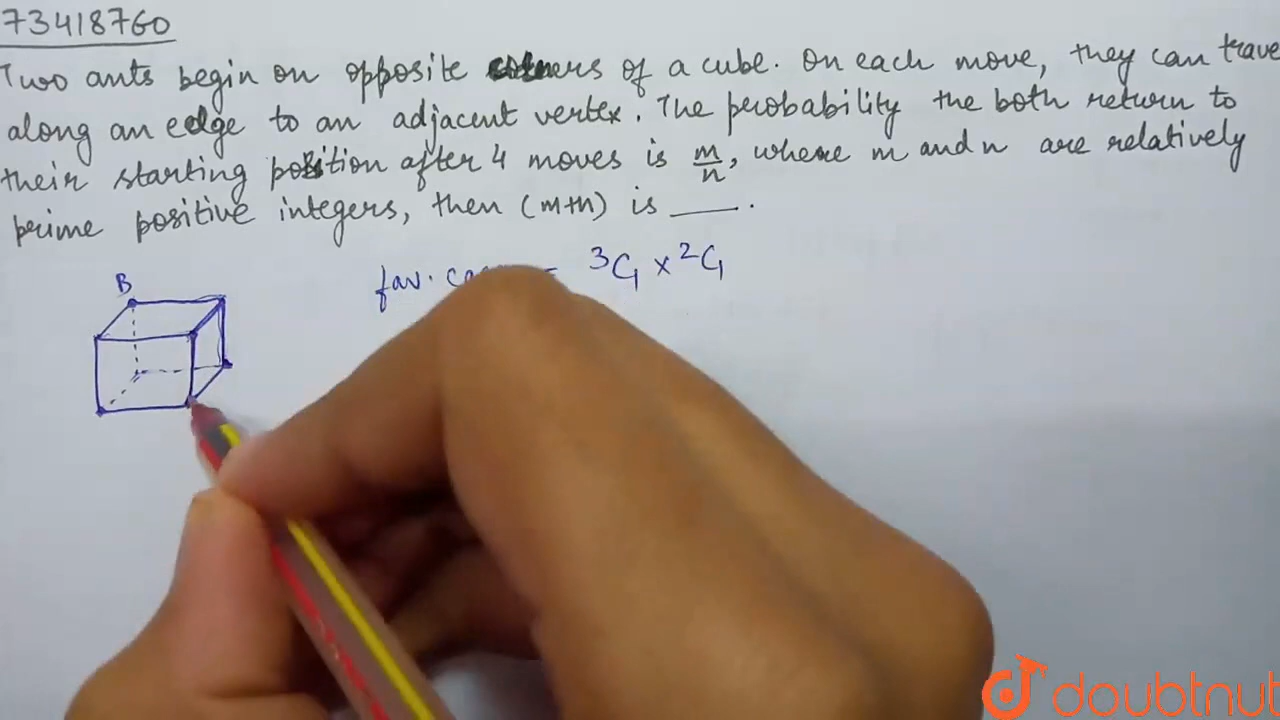 73418760
Two ants begin on opposite corners of a cube. On each move, they can trave
along an edge to an adjacent vertex. The probability the both return to
their starting position after 4 moves is m/n, where m and n are relatively
prime positive integers, then (m+n) is ____.
B
fav. = ³C₁ × ²C₁
doubtnut